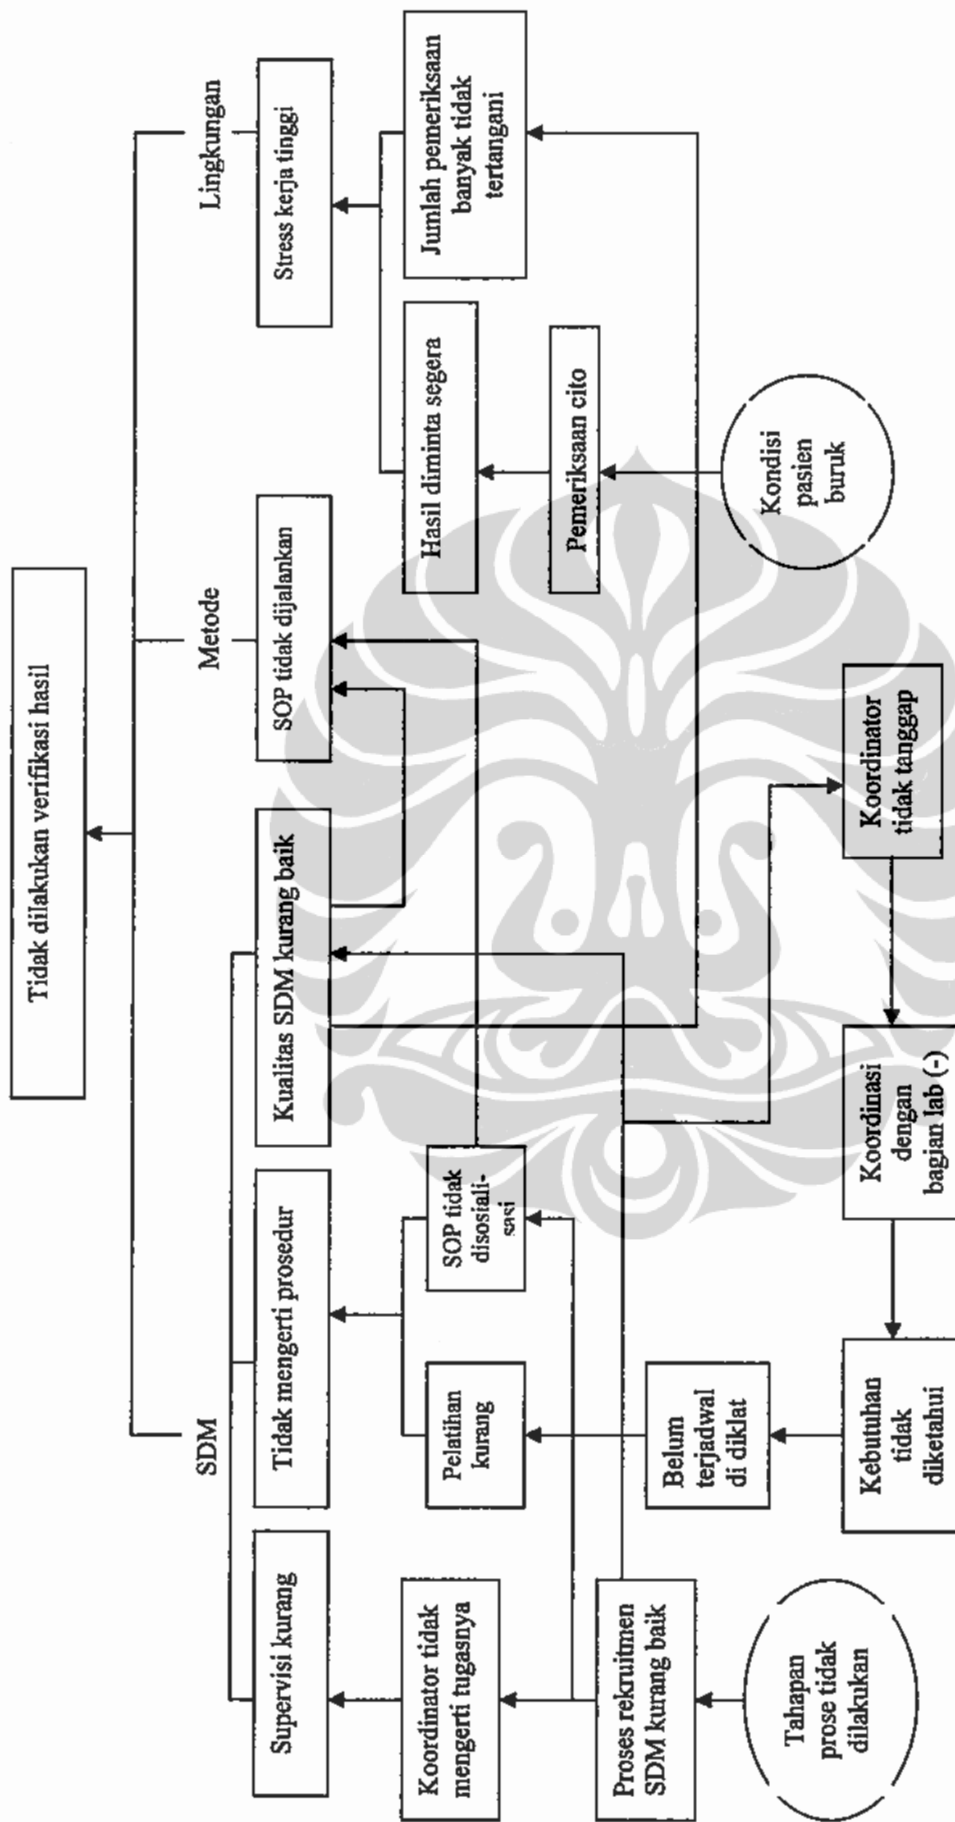 Tidak dilakukan verifikasi hasil
SDM
Metode
Lingkungan
Supervisi kurang
Tidak mengerti prosedur
Kualitas SDM kurang baik
SOP tidak dijalankan
Stress kerja tinggi
Koordinator tidak
mengerti tugasnya
Pelatihan
kurang
SOP tidak
disosiali-
sasi
Hasil diminta segera
Jumlah pemeriksaan
banyak tidak
tertangani
Proses rekruitmen
SDM kurang baik
Belum
terjadwal
di diklat
Pemeriksaan cito
Tahapan
prose tidak
dilakukan
Kebutuhan
tidak
diketahui
Koordinasi
dengan
bagian lab (-)
Koordinator
tidak tanggap
Kondisi
pasien
buruk